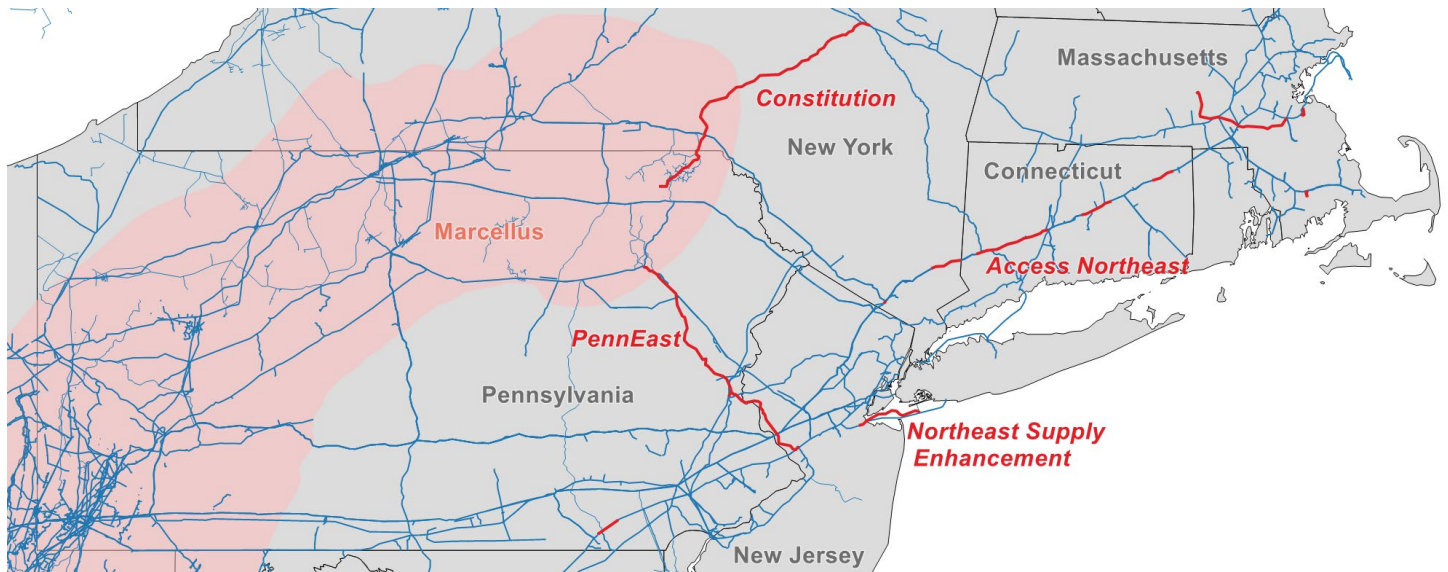 Massachusetts
Constitution
New York
Connecticut
Marcellus
Access Northeast
PennEast
Pennsylvania
Northeast Supply
Enhancement
New Jersey